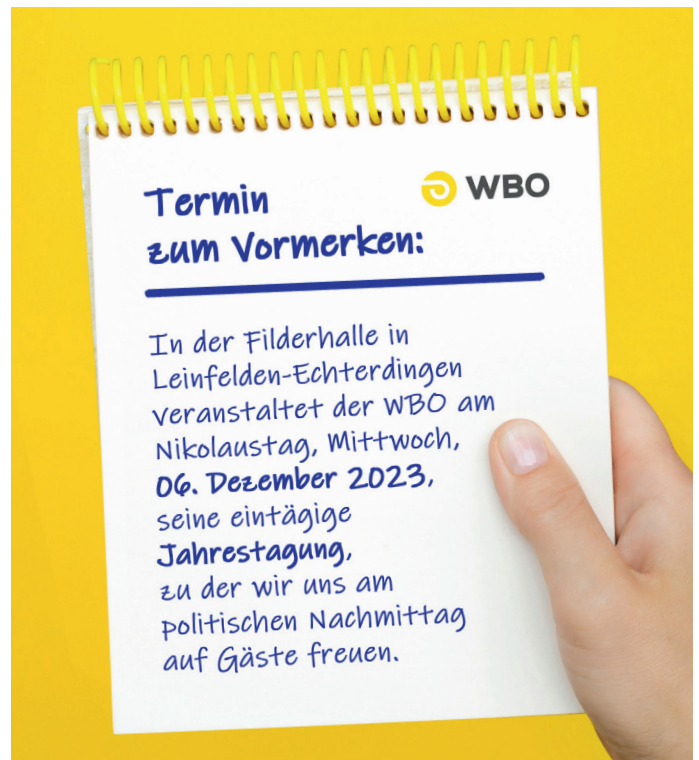 Termin
zum Vormerken:
WBO
In der Filderhalle in
Leinfelden-Echterdingen
veranstaltet der WBO am
Nikolaustag, Mittwoch,
06. Dezember 2023,
seine eintägige
Jahrestagung,
zu der wir uns am
politischen Nachmittag
auf Gäste freuen.